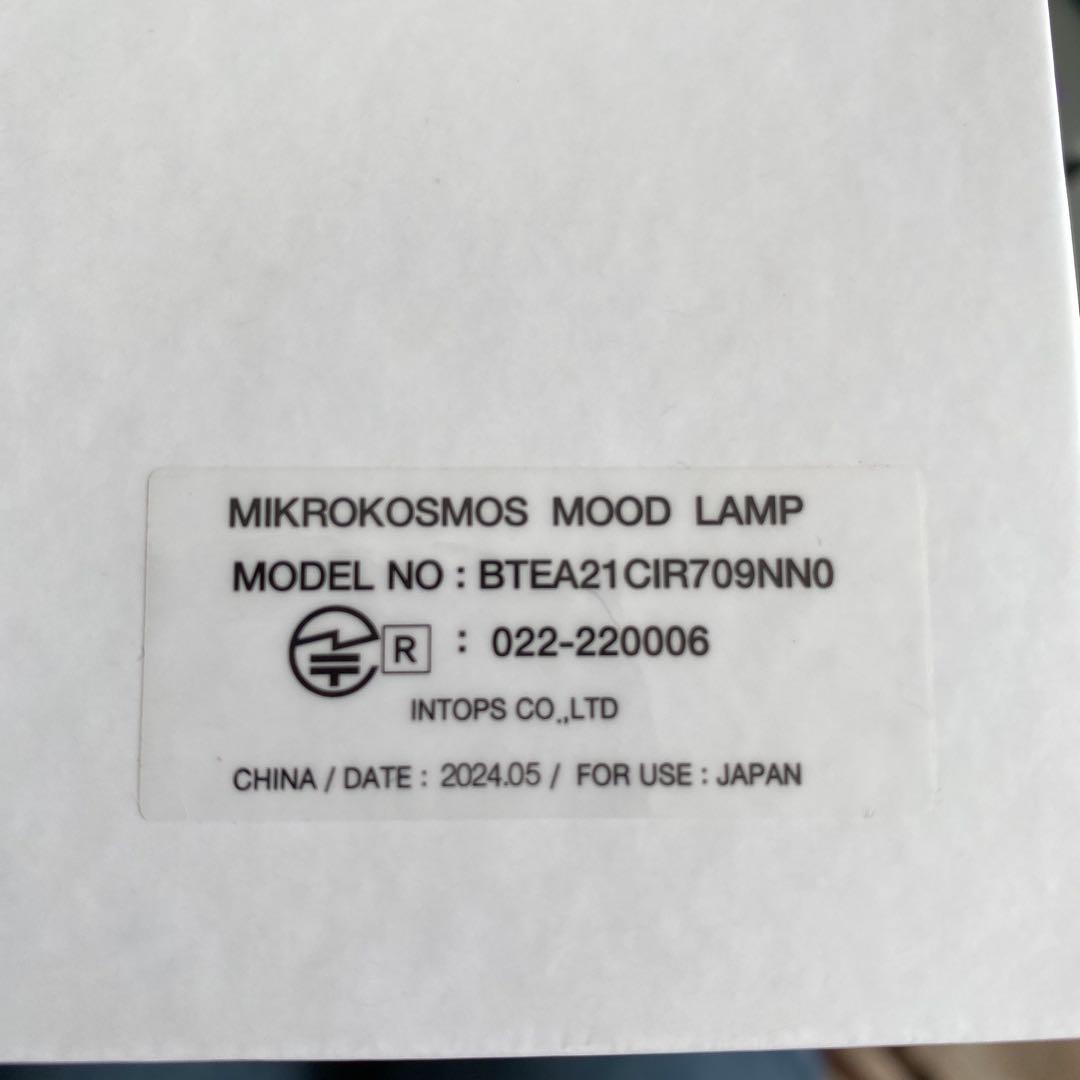 MIKROKOSMOS MOOD LAMP
MODEL NO : BTEA21CIR709NN0
R : 022-220006
INTOPS CO.,LTD
CHINA / DATE : 2024.05 / FOR USE : JAPAN